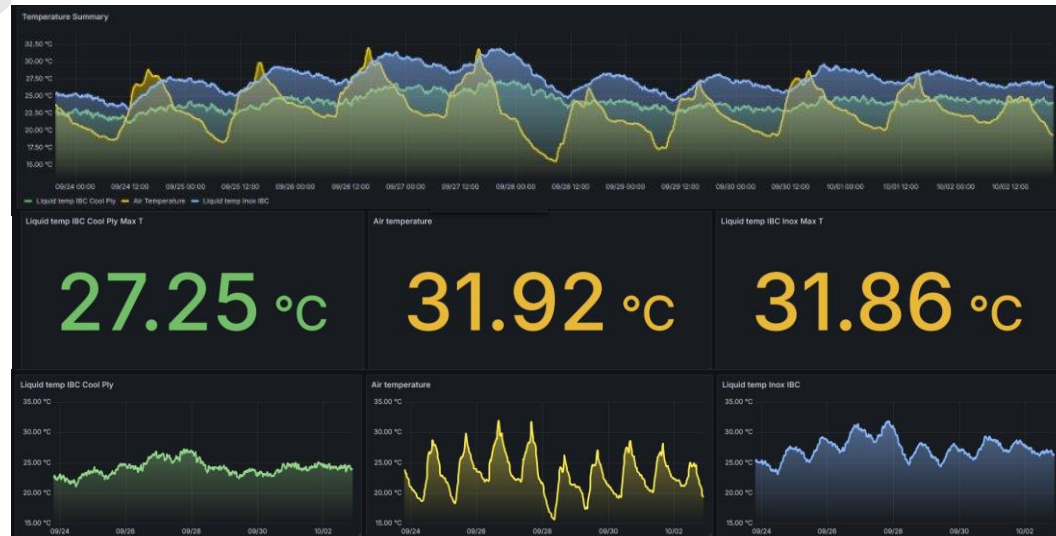 Temperature Summary
32.50 °C
30.00 °C
27.50 °C
25.00 °C
22.50 °C
20.00 °C
17.50 °C
15.00 °C
09/24 00:00 09/24 12:00 09/25 00:00 09/25 12:00 09/26 00:00 09/26 12:00 09/27 00:00 09/27 12:00 09/28 00:00 09/28 12:00 09/29 00:00 09/29 12:00 09/30 00:00 09/30 12:00 10/01 00:00 10/01 12:00 10/02 00:00 10/02 12:00
Liquid temp IBC Cool Ply Air Temperature Liquid temp Inox IBC
Liquid temp IBC Cool Ply Max T
27.25 °C
Air temperature
31.92 °C
Liquid temp IBC Inox Max T
31.86 °C
Liquid temp IBC Cool Ply
35.00 °C
30.00 °C
25.00 °C
20.00 °C
15.00 °C
09/24 09/26 09/28 09/30 10/02
Air temperature
35.00 °C
30.00 °C
25.00 °C
20.00 °C
15.00 °C
09/24 09/26 09/28 09/30 10/02
Liquid temp Inox IBC
35.00 °C
30.00 °C
25.00 °C
20.00 °C
15.00 °C
09/24 09/26 09/28 09/30 10/02